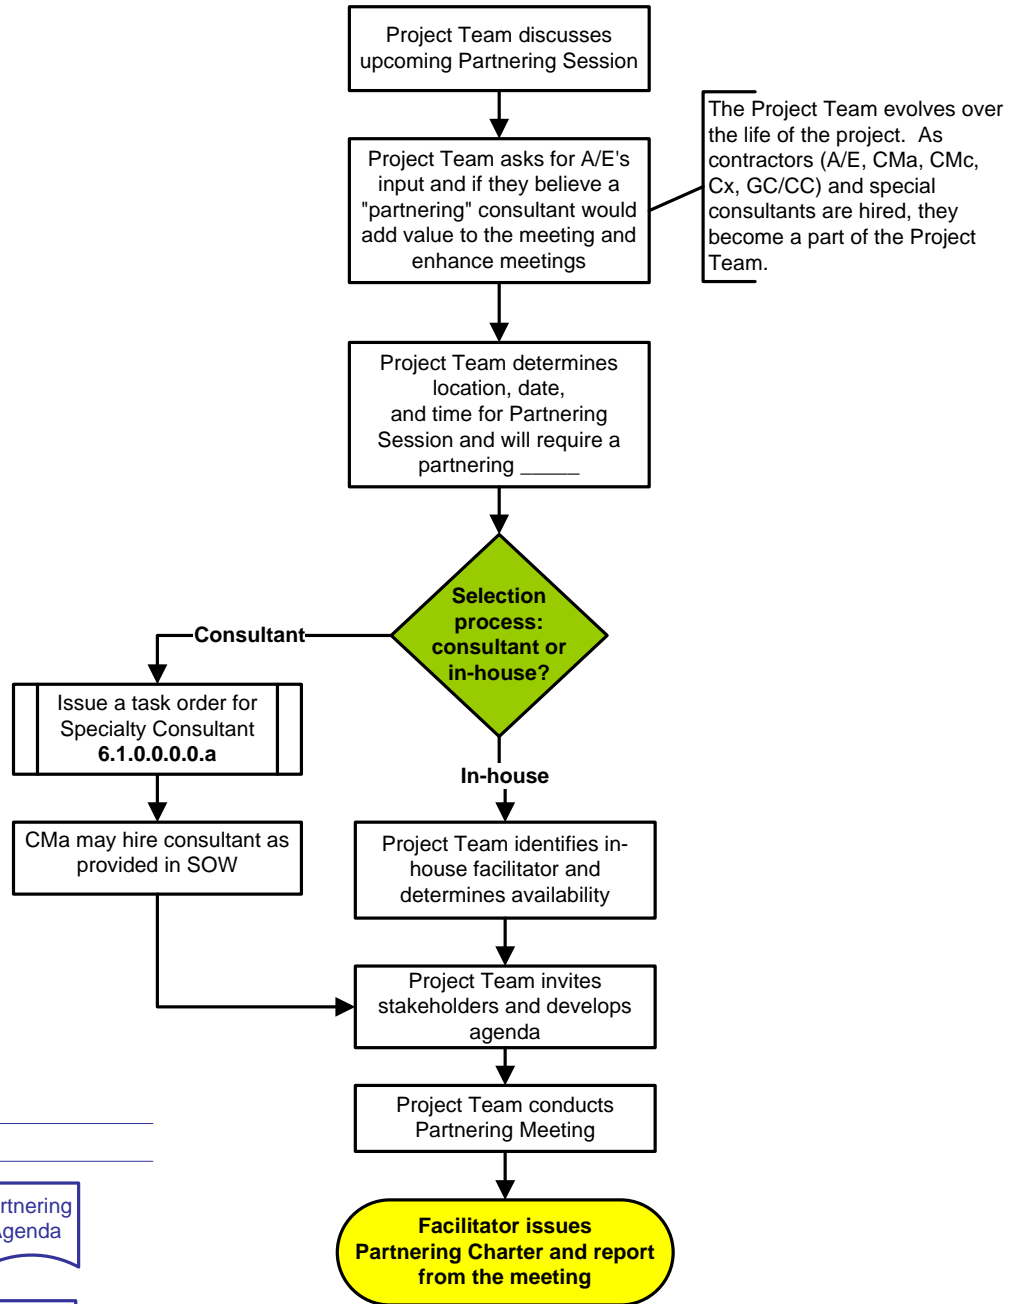 Project Team discusses
upcoming Partnering Session
Project Team asks for A/E's
input and if they believe a
"partnering" consultant would
add value to the meeting and
enhance meetings
The Project Team evolves over
the life of the project.  As
contractors (A/E, CMa, CMc,
Cx, GC/CC) and special
consultants are hired, they
become a part of the Project
Team.
Project Team determines
location, date,
and time for Partnering
Session and will require a
partnering _____
Selection
process:
consultant or
in-house?
Consultant
Issue a task order for
Specialty Consultant
6.1.0.0.0.0.a
In-house
CMa may hire consultant as
provided in SOW
Project Team identifies in-
house facilitator and
determines availability
Project Team invites
stakeholders and develops
agenda
Project Team conducts
Partnering Meeting
rtnering
genda
Facilitator issues
Partnering Charter and report
from the meeting